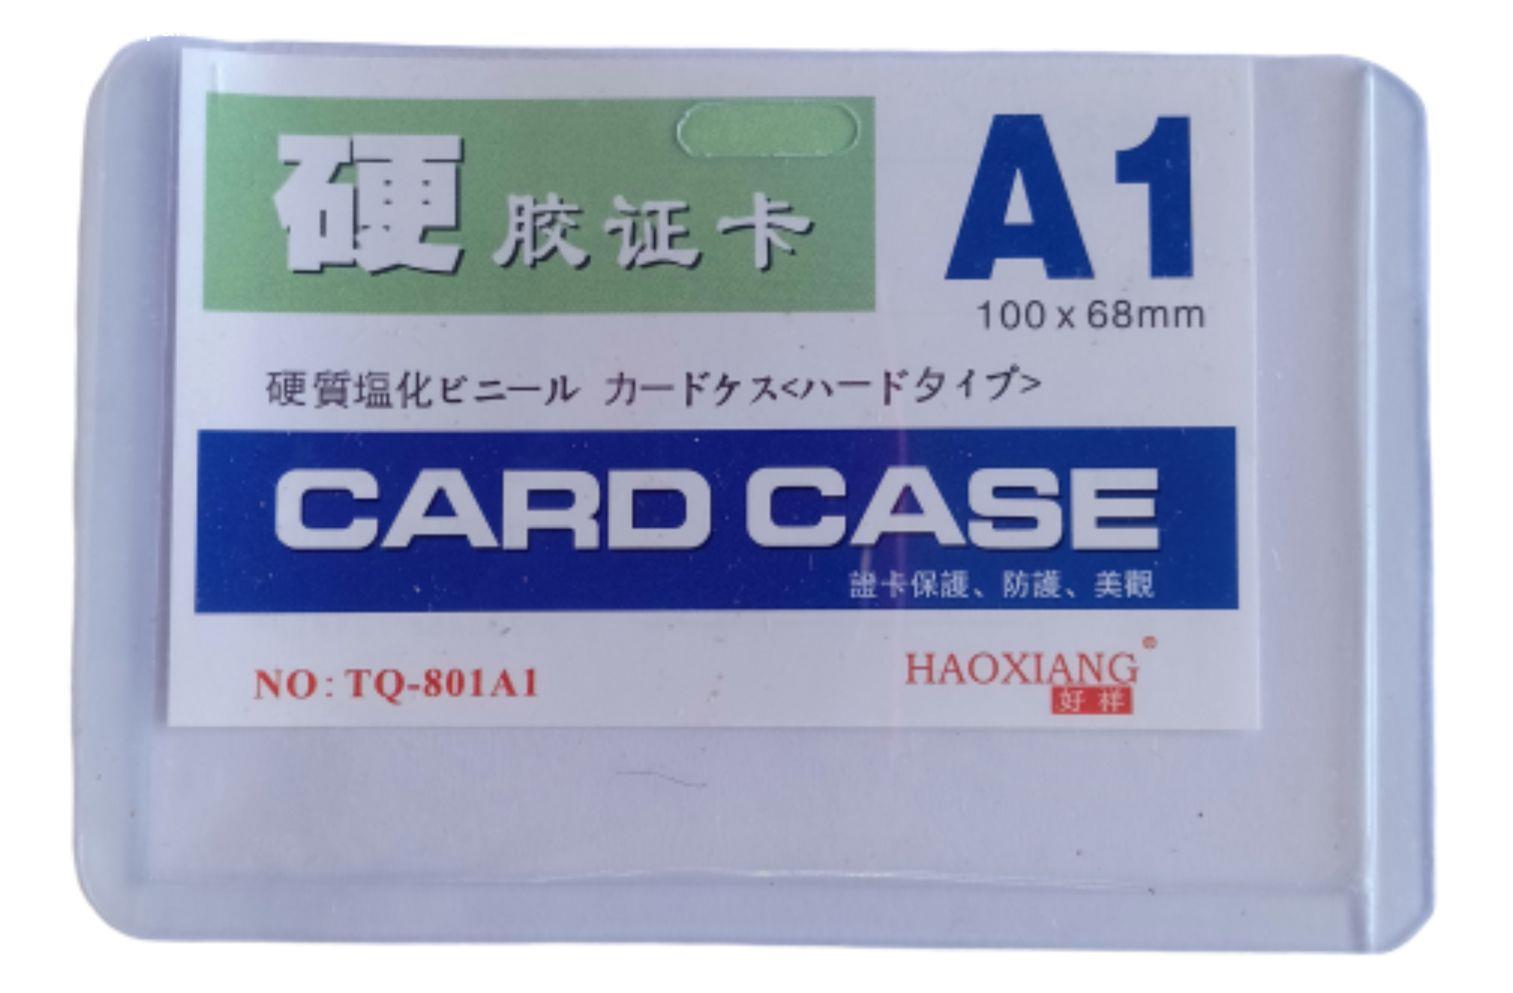 硬胶证卡
A1
100 x 68mm
硬質塩化ビニール カードケス<ハードタイプ>
CARD CASE
證卡保護、防護、美觀
NO: TQ-801A1
HAOXIANG®
好祥